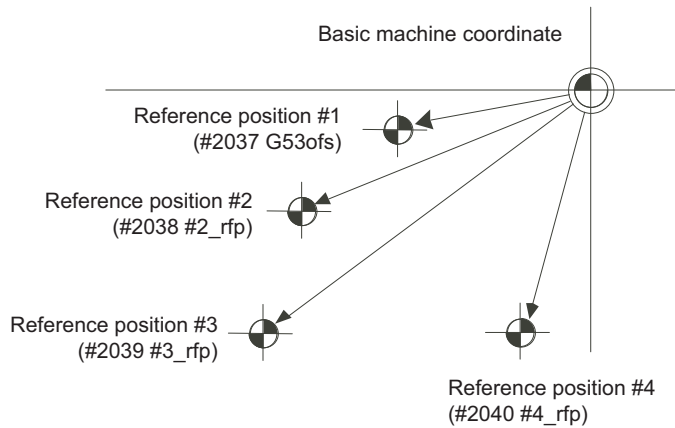 Basic machine coordinate
Reference position #1
(#2037 G53ofs)
Reference position #2
(#2038 #2_rfp)
Reference position #3
(#2039 #3_rfp)
Reference position #4
(#2040 #4_rfp)